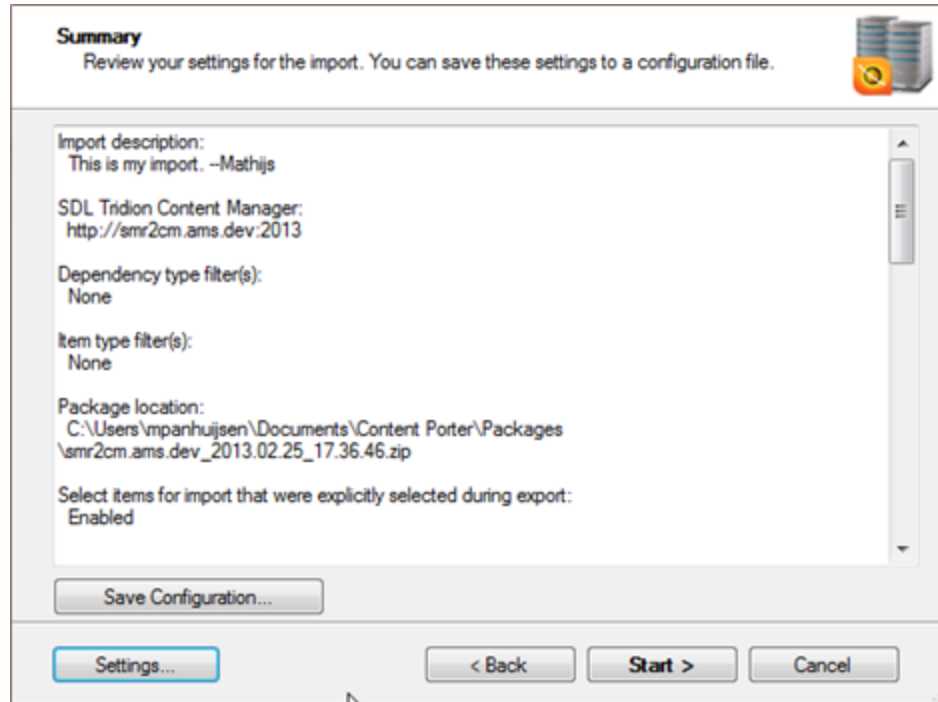 Summary
Review your settings for the import. You can save these settings to a configuration file.
Import description:
This is my import. --Mathijs
SDL Tridion Content Manager:
http://smr2cm.ams.dev:2013
Dependency type filter(s):
None
Item type filter(s):
None
Package location:
C:\Users\mpanhuijsen\Documents\Content Porter\Packages
\smr2cm.ams.dev_2013.02.25_17.36.46.zip
Select items for import that were explicitly selected during export:
Enabled
Save Configuration...
Settings...
< Back
Start >
Cancel